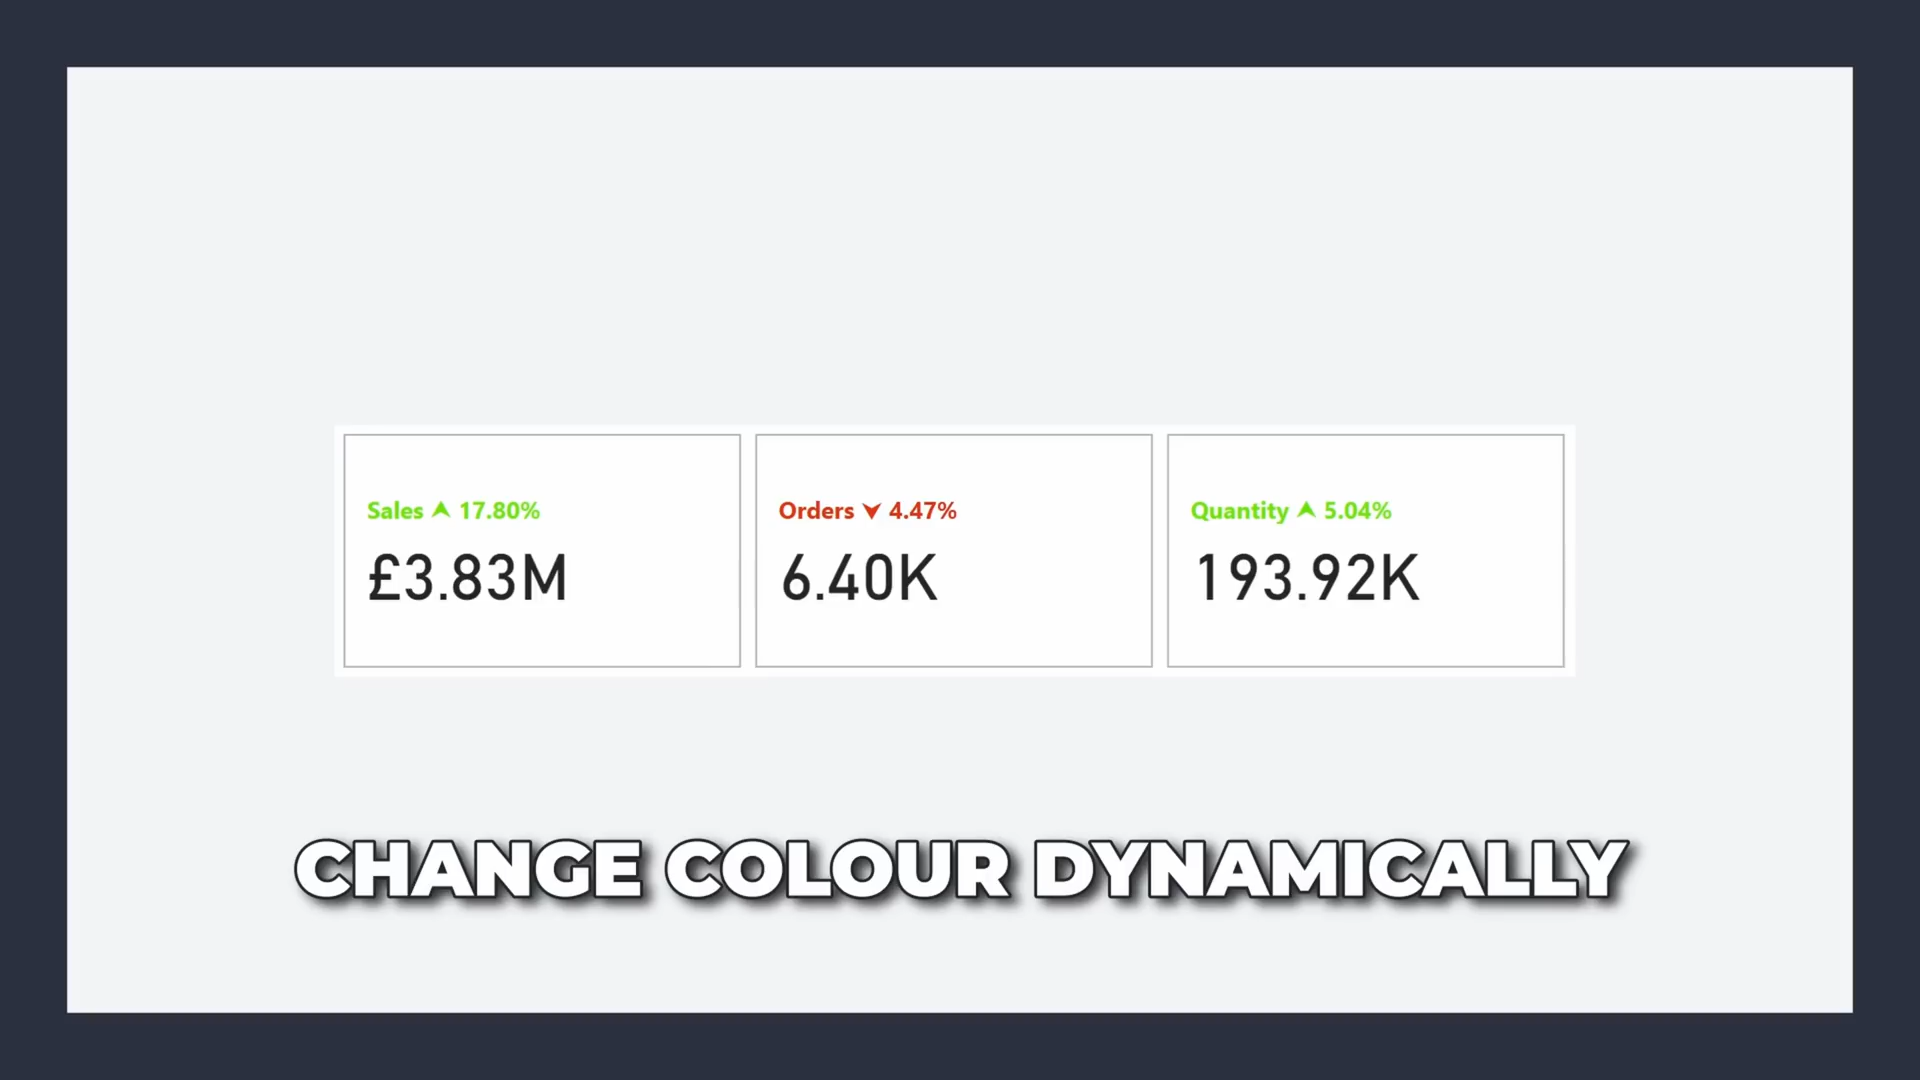 Sales ⮝ 17.80%
£3.83M
Orders ⮟ 4.47%
6.40K
Quantity ⮝ 5.04%
193.92K
CHANGE COLOUR DYNAMICALLY